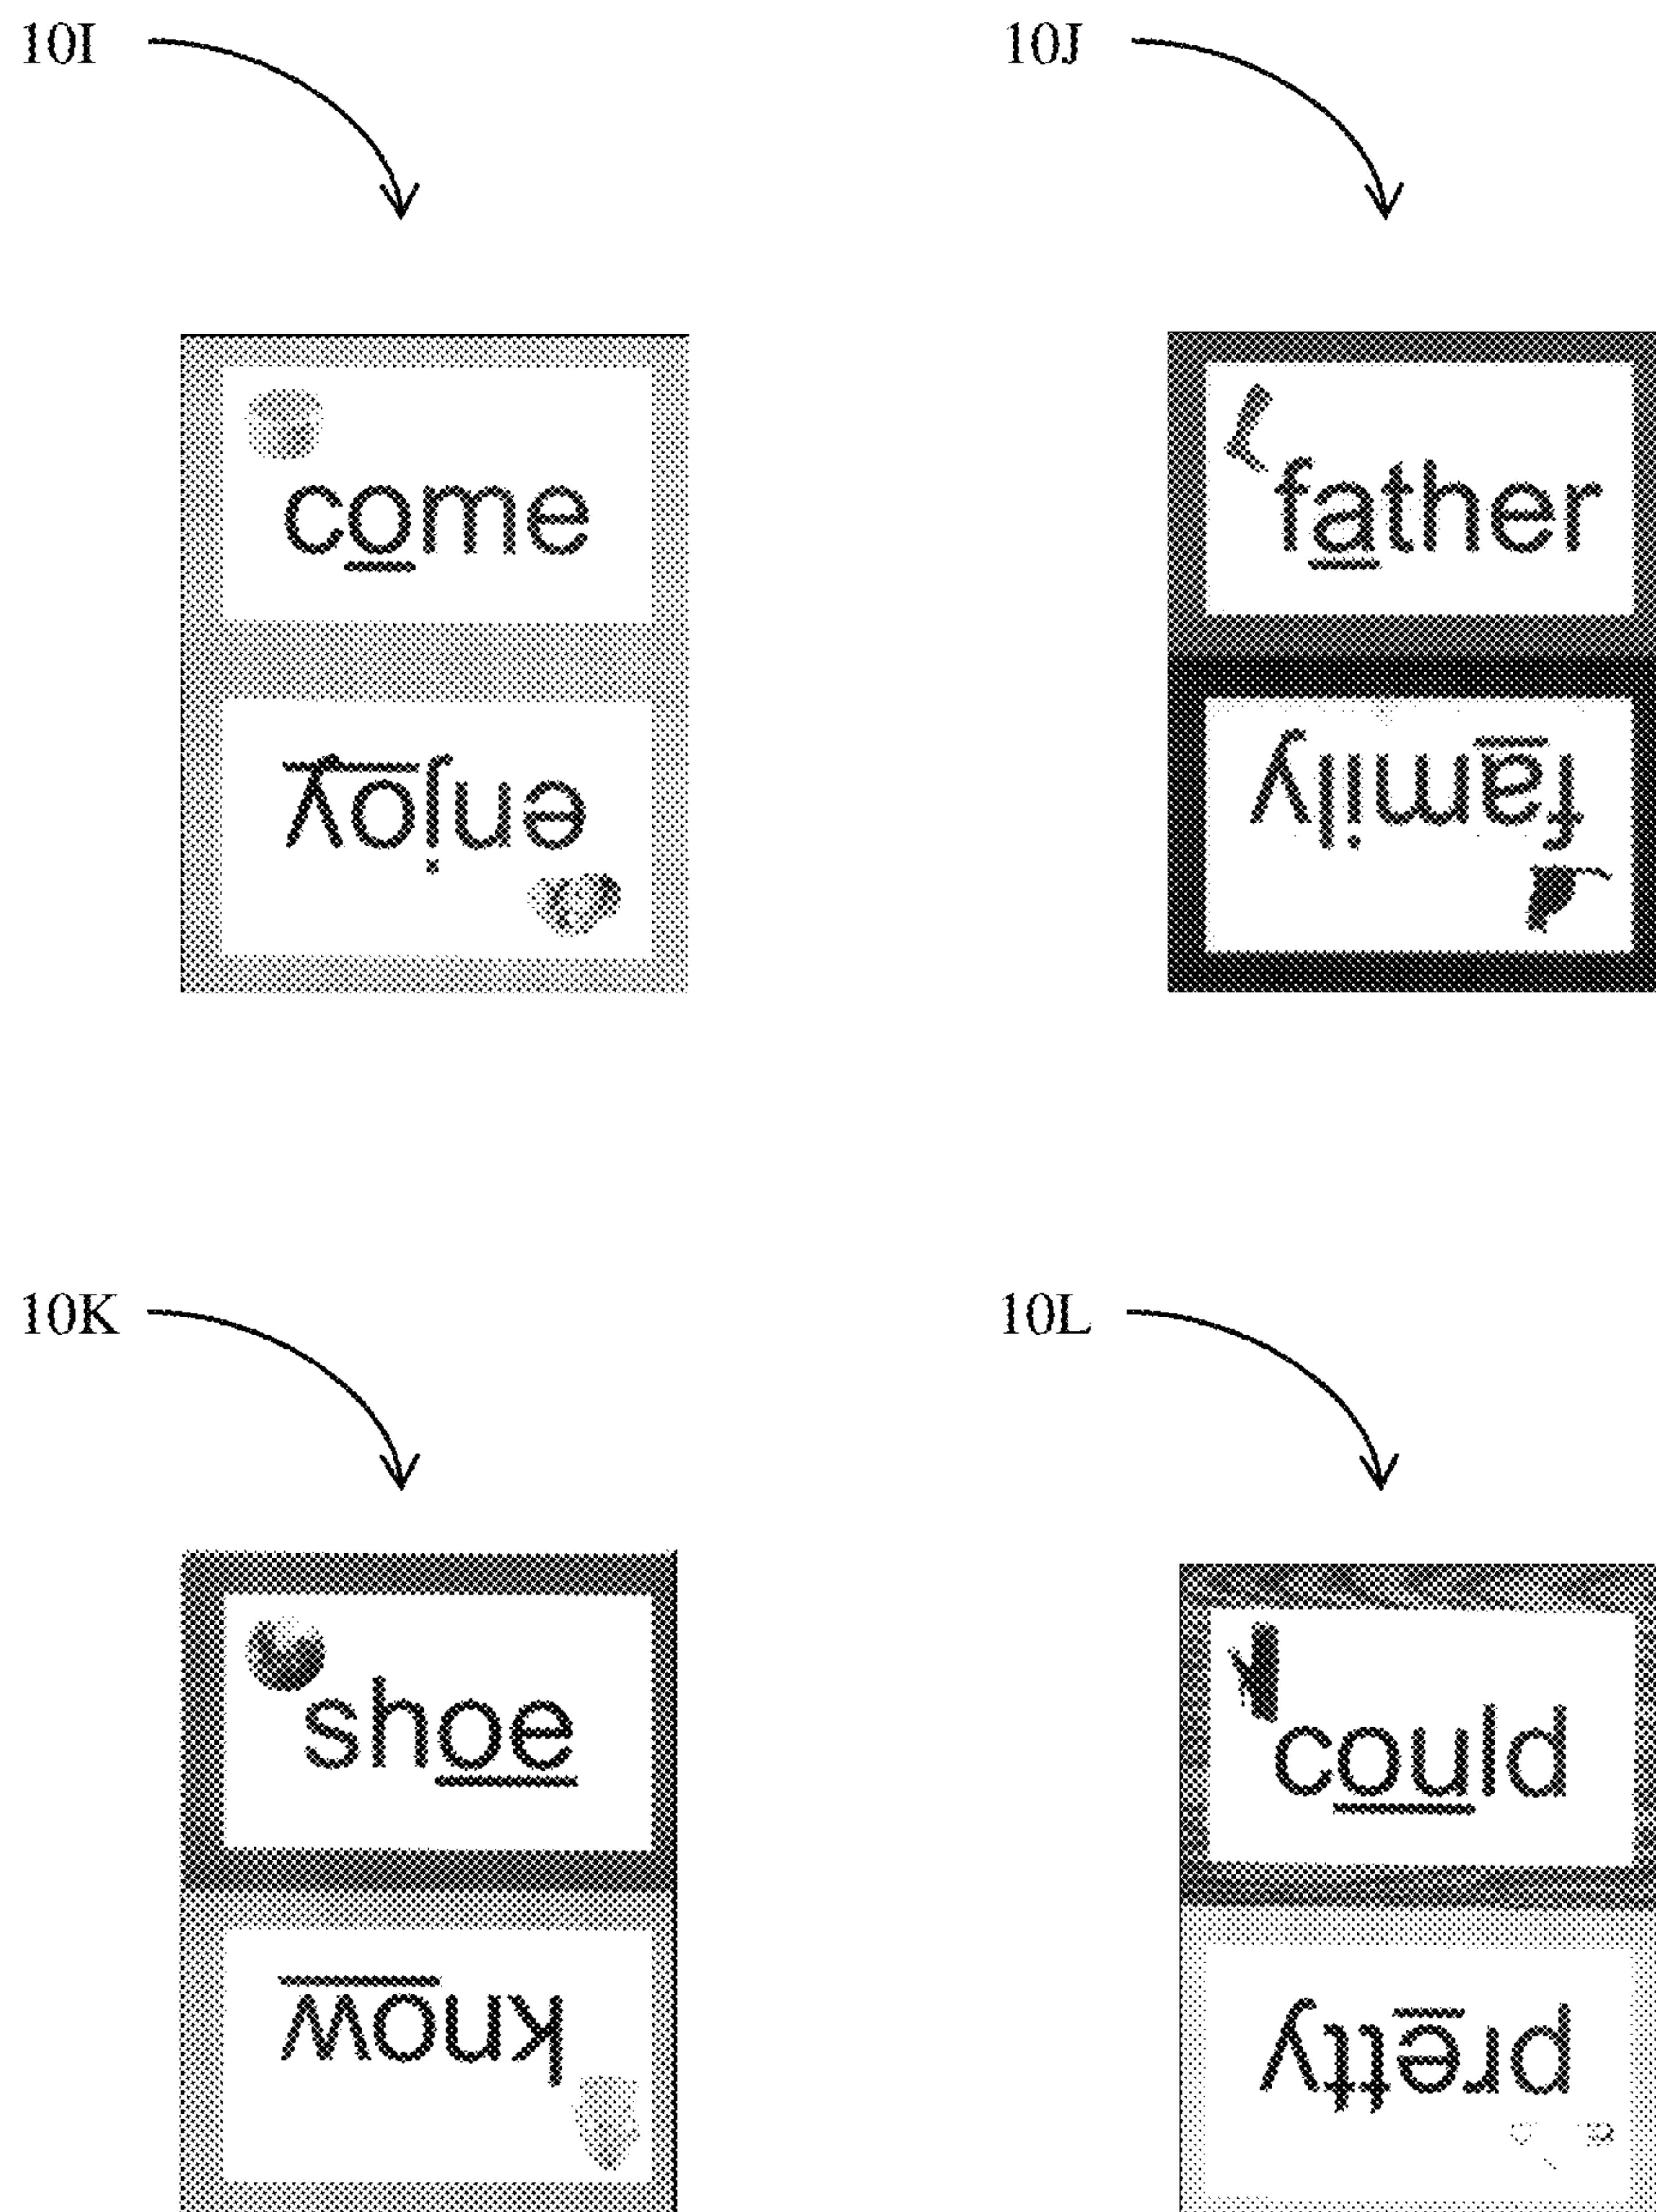 10I
10J
come
father
enjoy
family
10K
10L
shoe
could
know
pretty